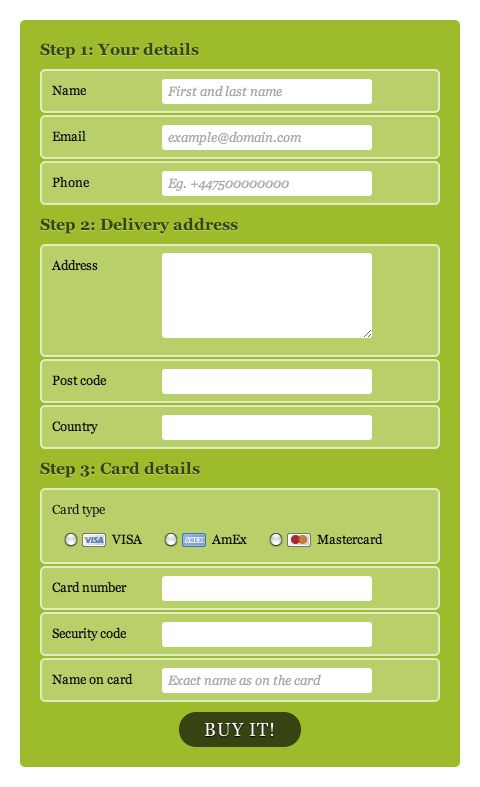 Step 1: Your details
Name First and last name
Email example@domain.com
Phone Eg. +447500000000
Step 2: Delivery address
Address
Post code
Country
Step 3: Card details
Card type
VISA VISA AMEX AmEx Mastercard
Card number
Security code
Name on card Exact name as on the card
BUY IT!